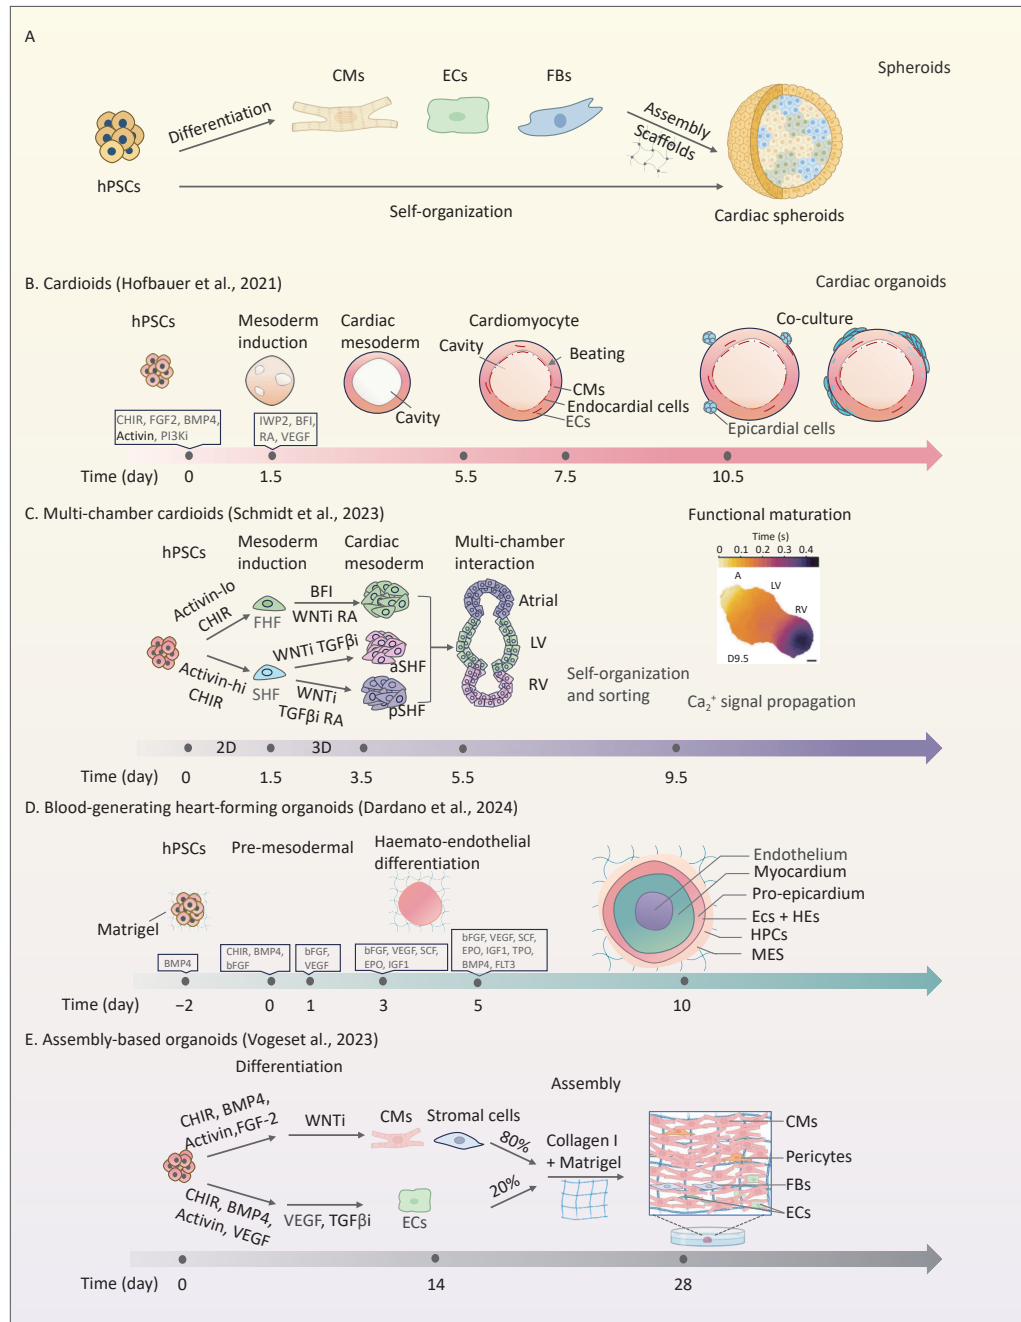 A
Spheroids
CMs
ECs
FBs
Differentiation
Assembly
Scaffolds
hPSCs
Self-organization
Cardiac spheroids
B. Cardioids (Hofbauer et al., 2021)
Cardiac organoids
hPSCs
Mesoderm
induction
Cardiac
mesoderm
Cardiomyocyte
Co-culture
Cavity
Beating
CMs
Endocardial cells
ECs
Cavity
Epicardial cells
CHIR, FGF2, BMP4,
Activin, PI3Ki
IWP2, BFI,
RA, VEGF
Time (day)
0
1.5
5.5
7.5
10.5
C. Multi-chamber cardioids (Schmidt et al., 2023)
Functional maturation
hPSCs
Mesoderm
induction
Cardiac
mesoderm
Multi-chamber
interaction
Time (s)
0 0.1 0.2 0.3 0.4
A
LV
RV
D9.5
Activin-lo
CHIR
FHF
BFI
WNTi RA
Activin-hi
CHIR
SHF
WNTi TGFβi
aSHF
WNTi
TGFβi RA
pSHF
Atrial
LV
RV
Self-organization
and sorting
Ca₂⁺ signal propagation
2D
3D
Time (day)
0
1.5
3.5
5.5
9.5
D. Blood-generating heart-forming organoids (Dardano et al., 2024)
hPSCs
Pre-mesodermal
Haemato-endothelial
differentiation
Matrigel
Endothelium
Myocardium
Pro-epicardium
Ecs + HEs
HPCs
MES
BMP4
CHIR, BMP4,
bFGF
bFGF,
VEGF
bFGF, VEGF, SCF,
EPO, IGF1
bFGF, VEGF, SCF,
EPO, IGF1, TPO,
BMP4, FLT3
Time (day)
−2
0
1
3
5
10
E. Assembly-based organoids (Vogeset al., 2023)
Differentiation
Assembly
CHIR, BMP4,
Activin,FGF-2
WNTi
CMs
Stromal cells
80%
Collagen I
+ Matrigel
20%
CHIR, BMP4,
Activin, VEGF
VEGF, TGFβi
ECs
CMs
Pericytes
FBs
ECs
Time (day)
0
14
28